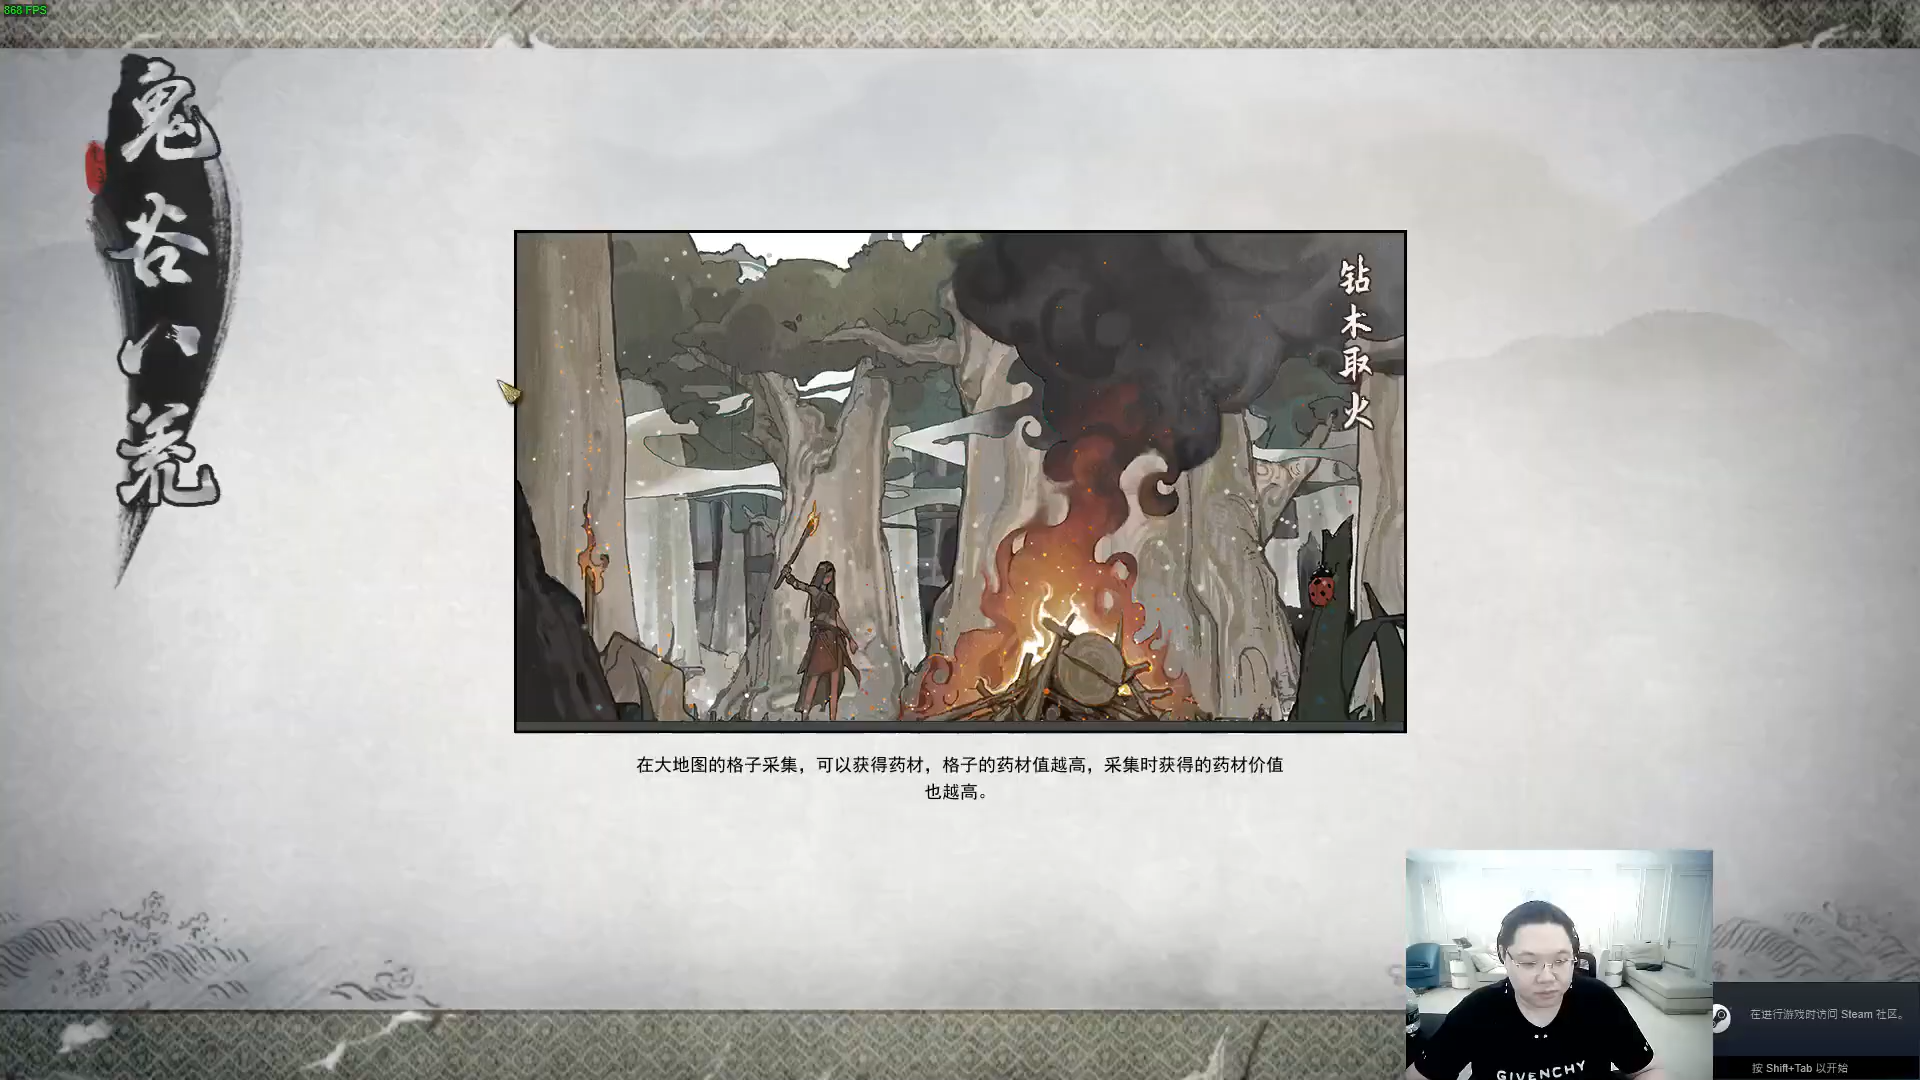 868 FPS
鬼谷八荒
钻木取火
在大地图的格子采集，可以获得药材，格子的药材值越高，采集时获得的药材价值
也越高。
在进行游戏时访问 Steam 社区。
GIVENCHY
按 Shift+Tab 以开始